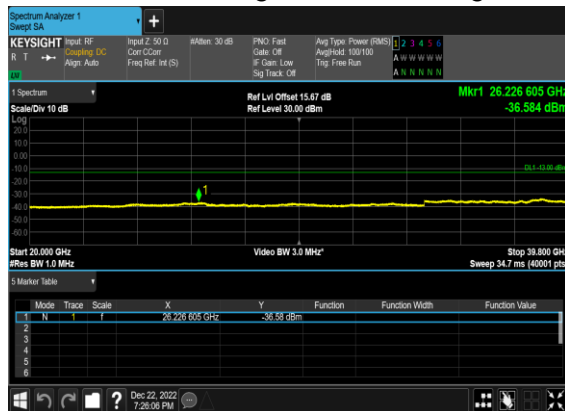 Spectrum Analyzer 1
Swept SA
KEYSIGHT Input: RF Input Z: 50 Ω #Atten: 30 dB PNO: Fast Avg Type: Power (RMS) 1 2 3 4 5 6
R T Coupling: DC Corr CCorr Gate: Off Avg|Hold: 100/100 A W W W W W
Align: Auto Freq Ref: Int (S) IF Gain: Low Trig: Free Run
LW Sig Track: Off A N N N N N
1 Spectrum Ref Lvl Offset 15.67 dB Mkr1 26.226 605 GHz
Scale/Div 10 dB Ref Level 30.00 dBm -36.584 dBm
Log
20.0
10.0
0.00
-10.0 DL1 -13.00 dBm
-20.0
-30.0
1
-40.0
-50.0
-60.0
Start 20.000 GHz Video BW 3.0 MHz* Stop 39.800 GHz
#Res BW 1.0 MHz Sweep 34.7 ms (40001 pts
5 Marker Table
Mode Trace Scale X Y Function Function Width Function Value
1 N 1 f 26.226 605 GHz -36.58 dBm
2
3
4
5
6
? Dec 22, 2022
7:26:06 PM